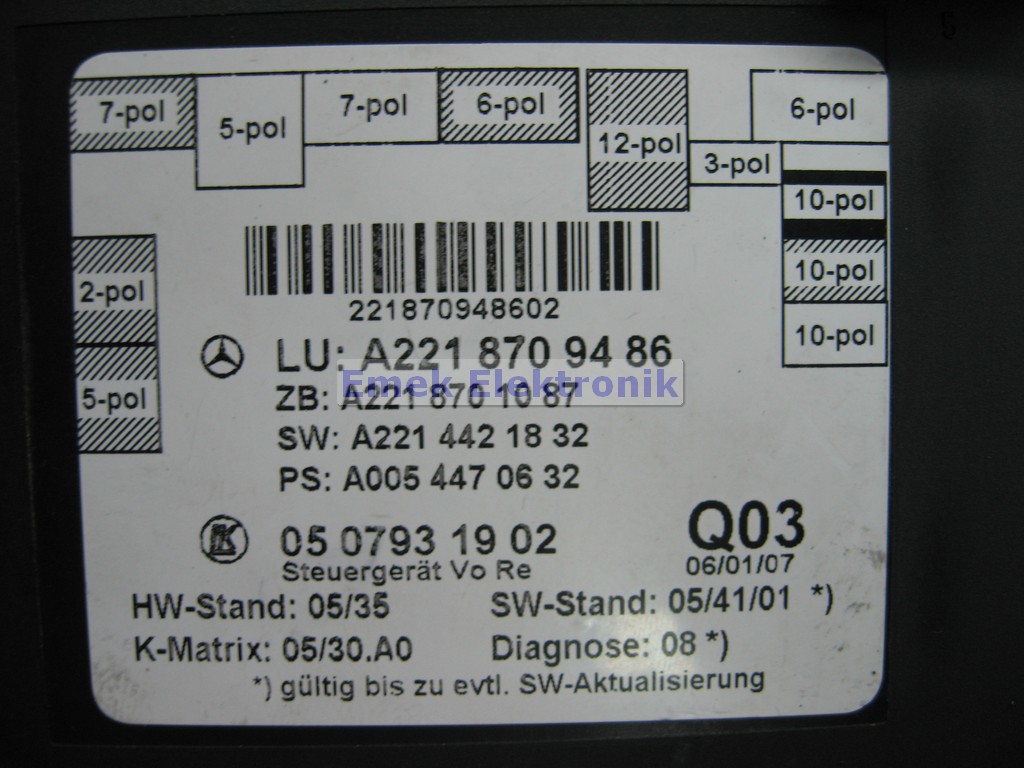 7-pol 5-pol 7-pol 6-pol 12-pol 3-pol 6-pol
10-pol
10-pol
10-pol
2-pol
5-pol
221870948602
LU: A221 870 94 86
Emek Elektronik
ZB: A221 870 10 87
SW: A221 442 18 32
PS: A005 447 06 32
05 0793 19 02
Steuergerät Vo Re
Q03
06/01/07
HW-Stand: 05/35 SW-Stand: 05/41/01 *)
K-Matrix: 05/30.A0 Diagnose: 08 *)
*) gültig bis zu evtl. SW-Aktualisierung